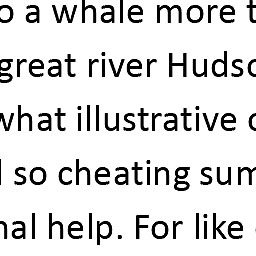 o a whale more t
great river Hudso
what illustrative
so cheating sum
nal help. For like